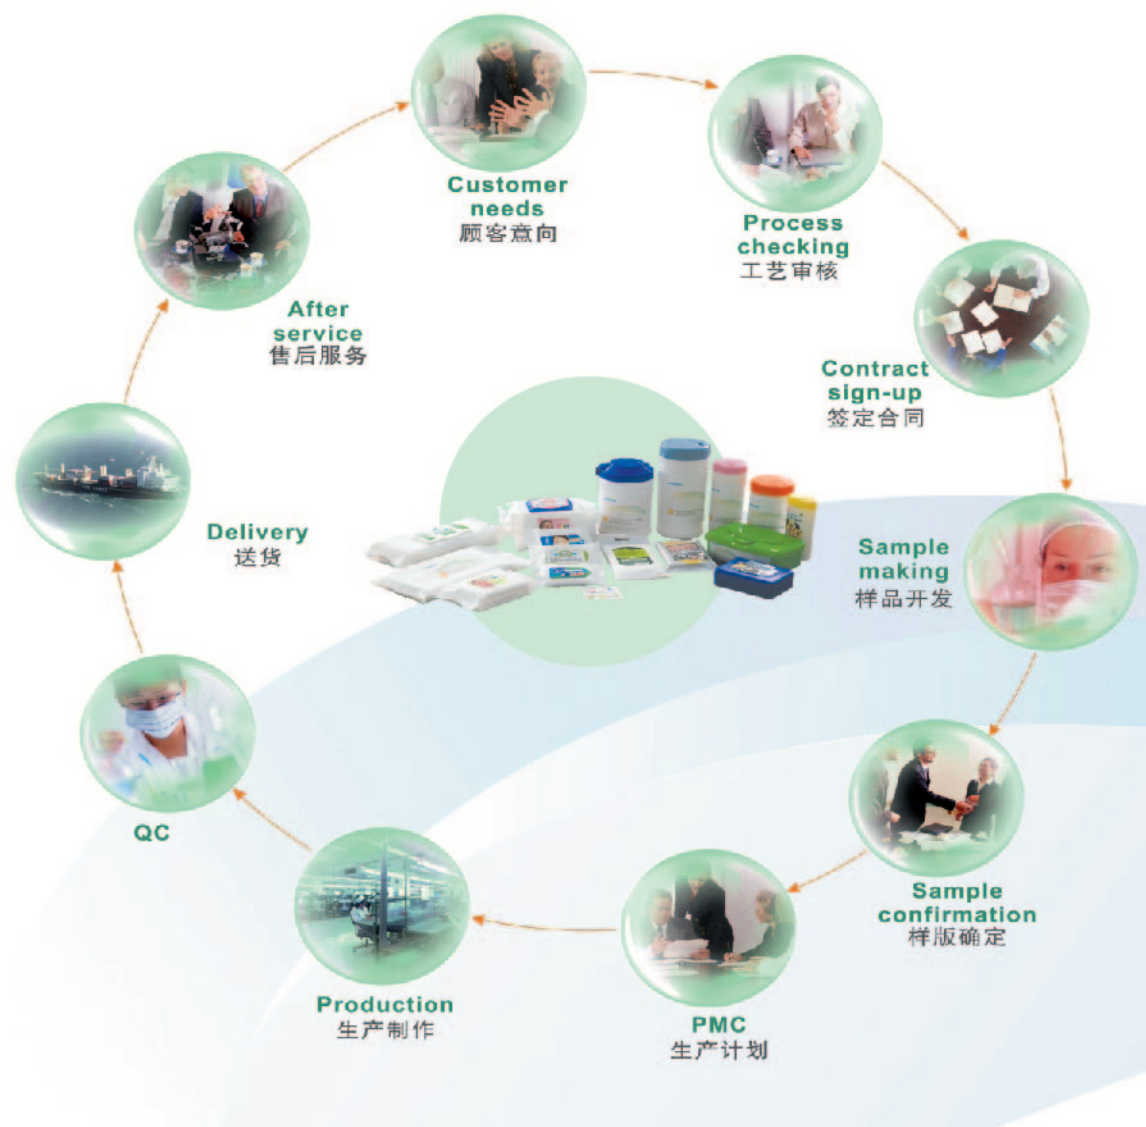 Customer
needs
顾客意向
Process
checking
工艺审核
Contract
sign-up
签定合同
Sample
making
样品开发
Sample
confirmation
样版确定
PMC
生产计划
Production
生产制作
QC
Delivery
送货
After
service
售后服务